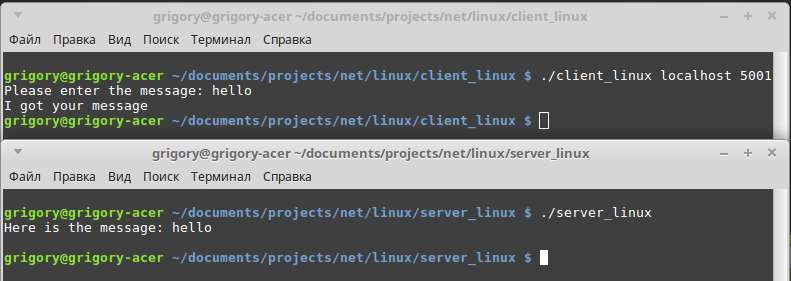 grigory@grigory-acer ~/documents/projects/net/linux/client_linux
Файл Правка Вид Поиск Терминал Справка
grigory@grigory-acer ~/documents/projects/net/linux/client_linux $ ./client_linux localhost 5001
Please enter the message: hello
I got your message
grigory@grigory-acer ~/documents/projects/net/linux/client_linux $
grigory@grigory-acer ~/documents/projects/net/linux/server_linux
Файл Правка Вид Поиск Терминал Справка
grigory@grigory-acer ~/documents/projects/net/linux/server_linux $ ./server_linux
Here is the message: hello
grigory@grigory-acer ~/documents/projects/net/linux/server_linux $